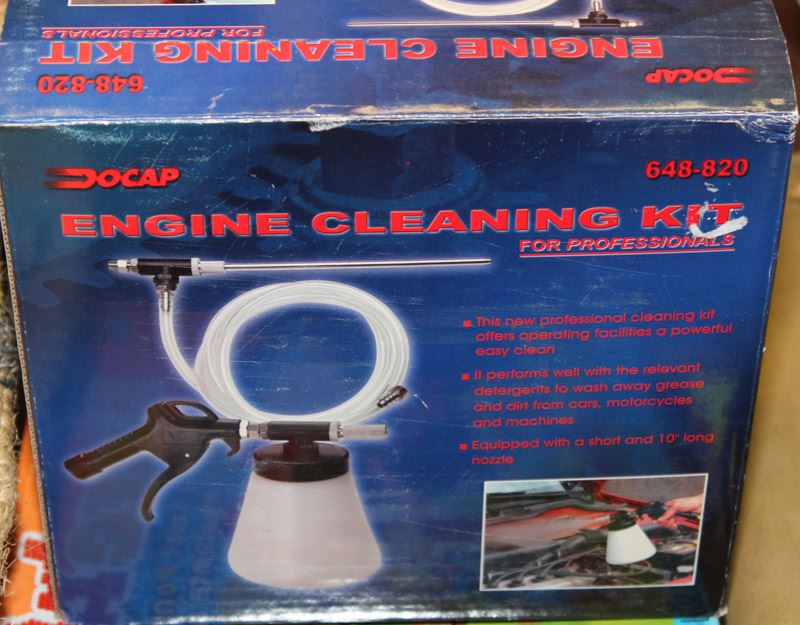 FOR PROFESSIONALS
ENGINE CLEANING KIT
648-820
DOCAP
DOCAP
648-820
ENGINE CLEANING KIT
FOR PROFESSIONALS
This new professional cleaning kit
offers operating facilities a powerful
easy clean
It performs well with the relevant
detergents to wash away grease
and dirt from cars, motorcycles
and machines
Equipped with a short and 10" long
nozzle